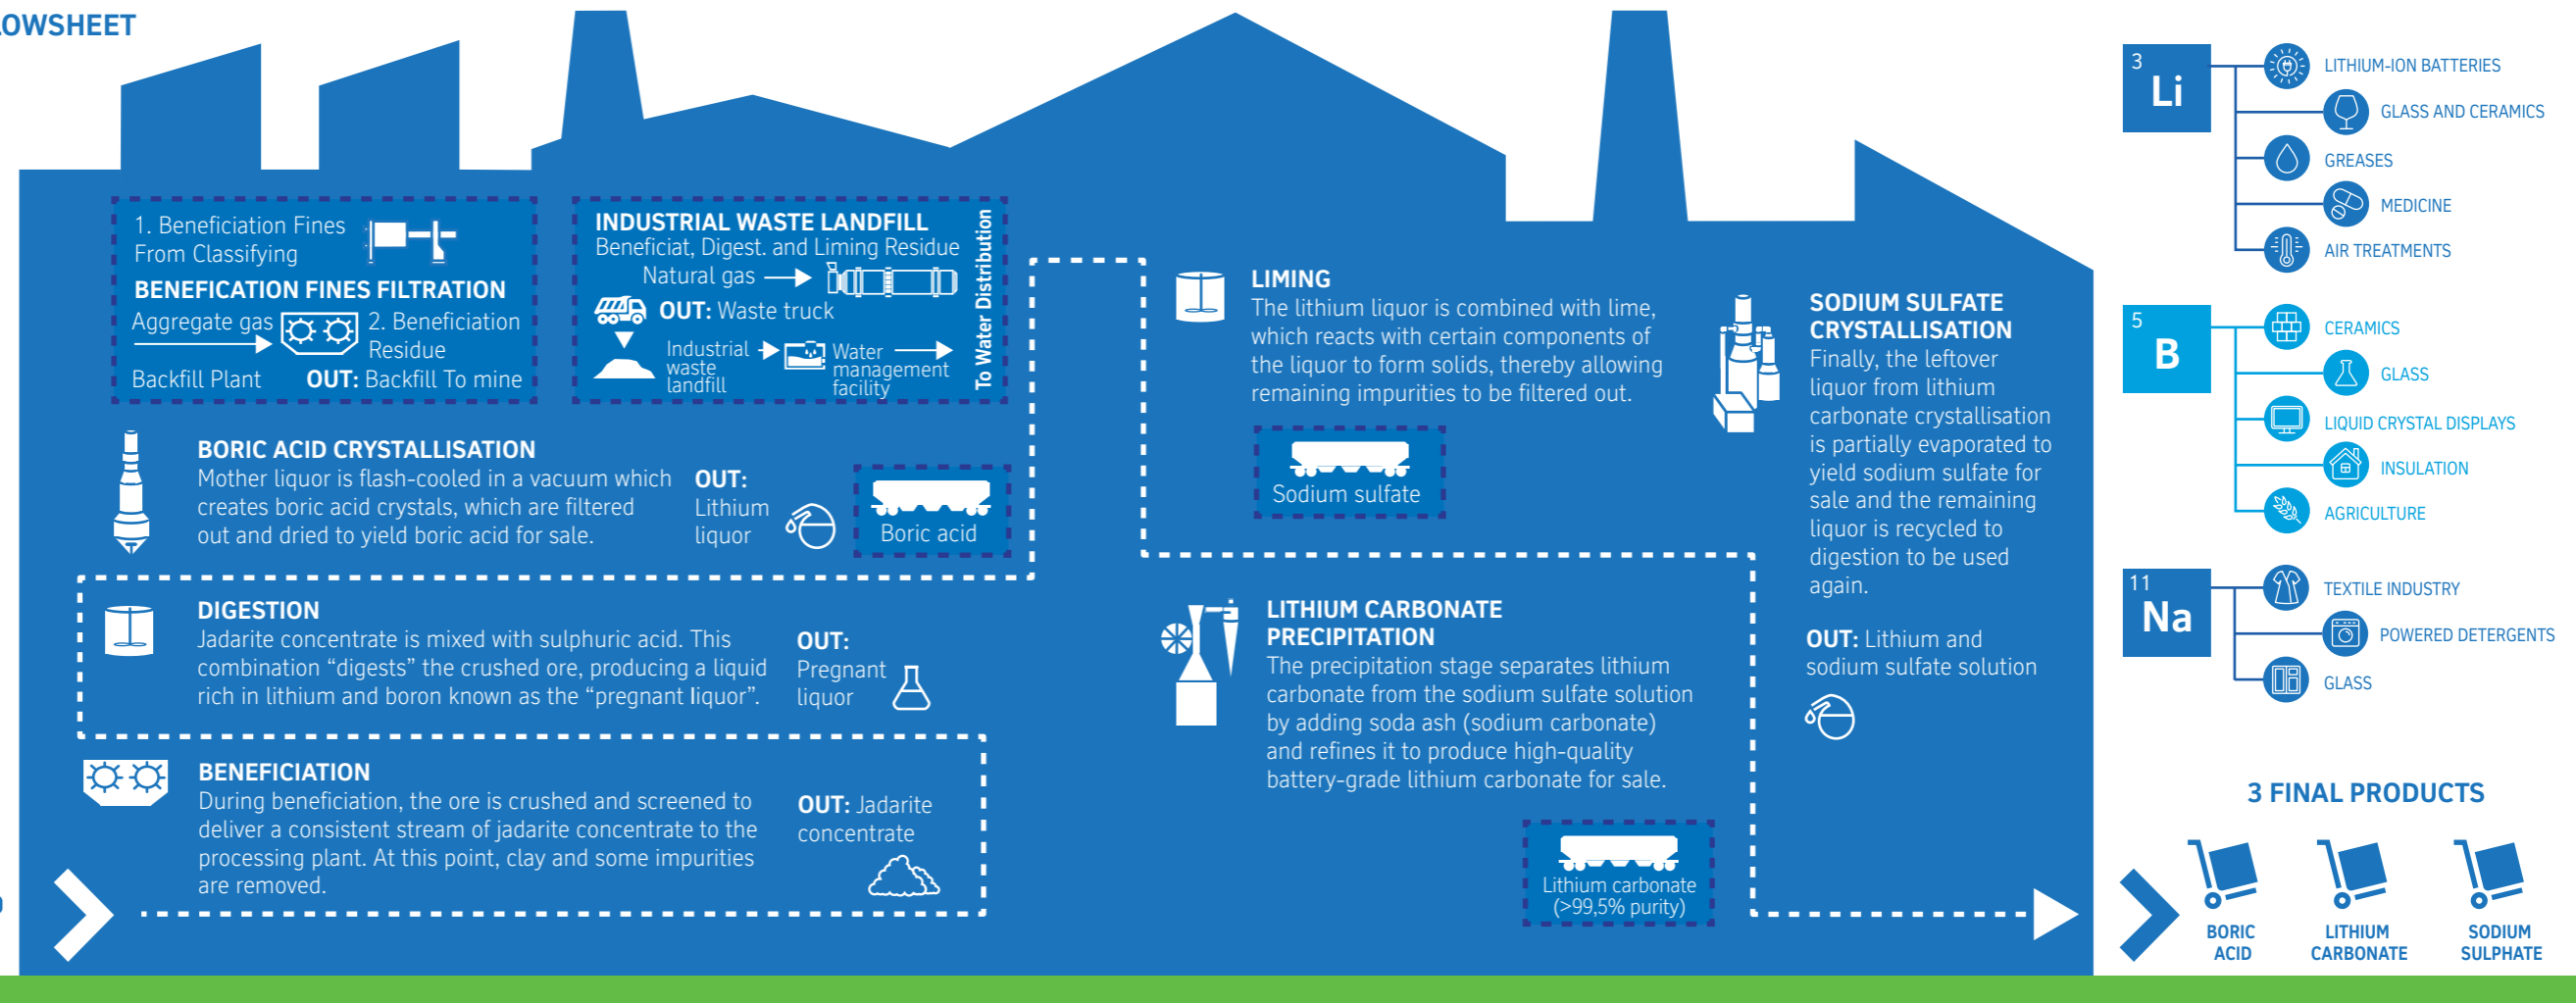 LOWSHEET
1. Beneficiation Fines
From Classifying
BENEFICATION FINES FILTRATION
Aggregate gas
2. Beneficiation
Residue
Backfill Plant
OUT: Backfill To mine
INDUSTRIAL WASTE LANDFILL
Beneficiat, Digest. and Liming Residue
Natural gas
OUT: Waste truck
Industrial
waste
landfill
Water
management
facility
To Water Distribution
BORIC ACID CRYSTALLISATION
Mother liquor is flash-cooled in a vacuum which
creates boric acid crystals, which are filtered
out and dried to yield boric acid for sale.
OUT:
Lithium
liquor
Boric acid
DIGESTION
Jadarite concentrate is mixed with sulphuric acid. This
combination “digests” the crushed ore, producing a liquid
rich in lithium and boron known as the “pregnant liquor”.
OUT:
Pregnant
liquor
BENEFICIATION
During beneficiation, the ore is crushed and screened to
deliver a consistent stream of jadarite concentrate to the
processing plant. At this point, clay and some impurities
are removed.
OUT: Jadarite
concentrate
LIMING
The lithium liquor is combined with lime,
which reacts with certain components of
the liquor to form solids, thereby allowing
remaining impurities to be filtered out.
Sodium sulfate
LITHIUM CARBONATE
PRECIPITATION
The precipitation stage separates lithium
carbonate from the sodium sulfate solution
by adding soda ash (sodium carbonate)
and refines it to produce high-quality
battery-grade lithium carbonate for sale.
Lithium carbonate
(>99,5% purity)
SODIUM SULFATE
CRYSTALLISATION
Finally, the leftover
liquor from lithium
carbonate crystallisation
is partially evaporated to
yield sodium sulfate for
sale and the remaining
liquor is recycled to
digestion to be used
again.
OUT: Lithium and
sodium sulfate solution
3
Li
LITHIUM-ION BATTERIES
GLASS AND CERAMICS
GREASES
MEDICINE
AIR TREATMENTS
5
B
CERAMICS
GLASS
LIQUID CRYSTAL DISPLAYS
INSULATION
AGRICULTURE
11
Na
TEXTILE INDUSTRY
POWERED DETERGENTS
GLASS
3 FINAL PRODUCTS
BORIC
ACID
LITHIUM
CARBONATE
SODIUM
SULPHATE